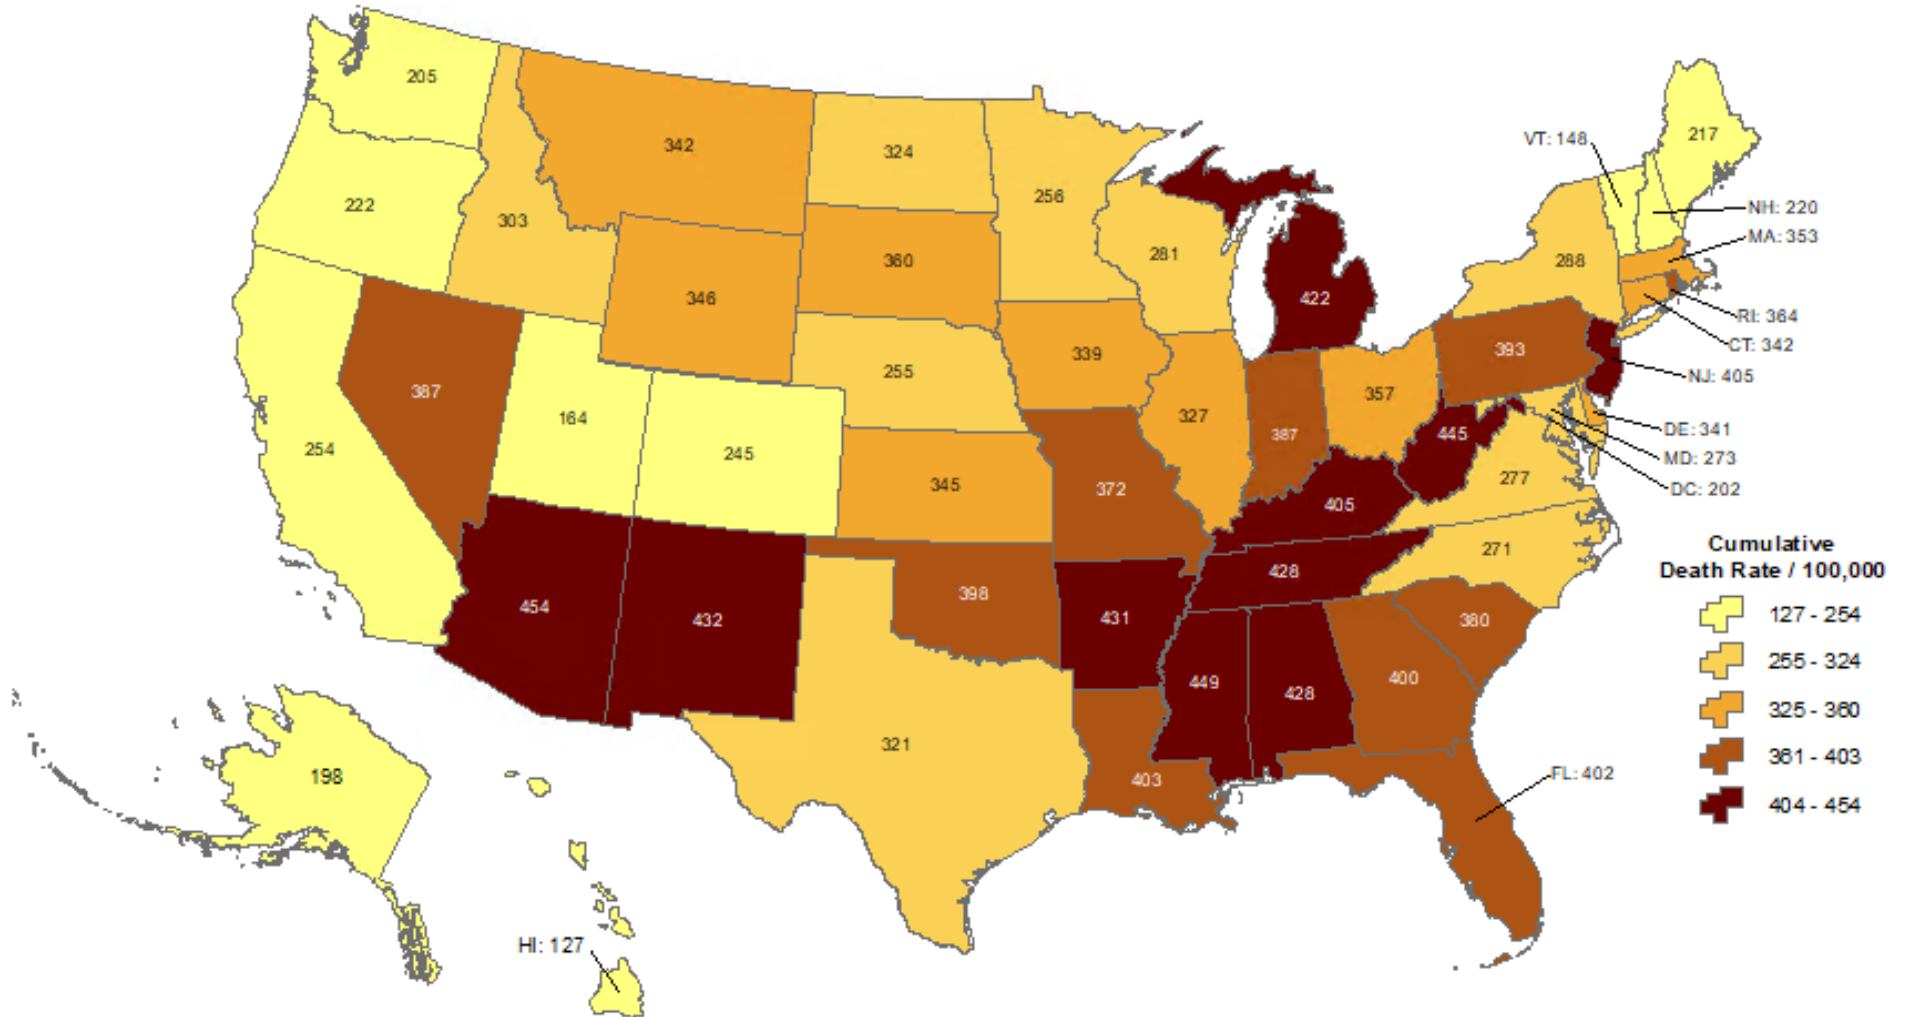 205
342
324
256
217
VT: 148
222
303
360
281
288
NH: 220
MA: 353
346
422
RI: 364
CT: 342
339
393
NJ: 405
387
255
164
245
327
387
357
445
DE: 341
MD: 273
DC: 202
254
345
372
405
277
271
454
432
398
431
428
380
449
428
400
321
403
FL: 402
198
HI: 127
Cumulative
Death Rate / 100,000
127 - 254
255 - 324
325 - 360
361 - 403
404 - 454